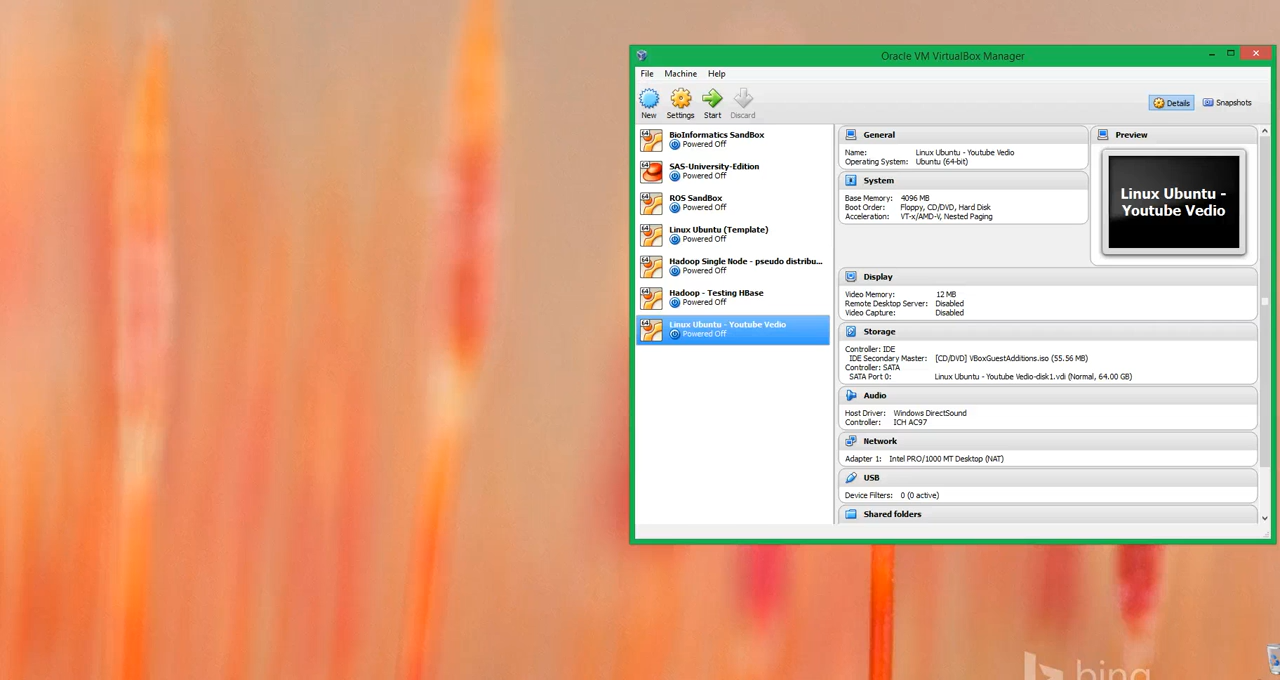 Oracle VM VirtualBox Manager
File Machine Help
New Settings Start Discard
Details Snapshots
64 BioInformatics SandBox
Powered Off
64 SAS-University-Edition
Powered Off
64 ROS SandBox
Powered Off
64 Linux Ubuntu (Template)
Powered Off
64 Hadoop Single Node - pseudo distribu...
Powered Off
64 Hadoop - Testing HBase
Powered Off
64 Linux Ubuntu - Youtube Vedio
Powered Off
General
Name: Linux Ubuntu - Youtube Vedio
Operating System: Ubuntu (64-bit)
System
Base Memory: 4096 MB
Boot Order: Floppy, CD/DVD, Hard Disk
Acceleration: VT-x/AMD-V, Nested Paging
Preview
Linux Ubuntu -
Youtube Vedio
Display
Video Memory: 12 MB
Remote Desktop Server: Disabled
Video Capture: Disabled
Storage
Controller: IDE
IDE Secondary Master: [CD/DVD] VBoxGuestAdditions.iso (55.56 MB)
Controller: SATA
SATA Port 0: Linux Ubuntu - Youtube Vedio-disk1.vdi (Normal, 64.00 GB)
Audio
Host Driver: Windows DirectSound
Controller: ICH AC97
Network
Adapter 1: Intel PRO/1000 MT Desktop (NAT)
USB
Device Filters: 0 (0 active)
Shared folders
bing